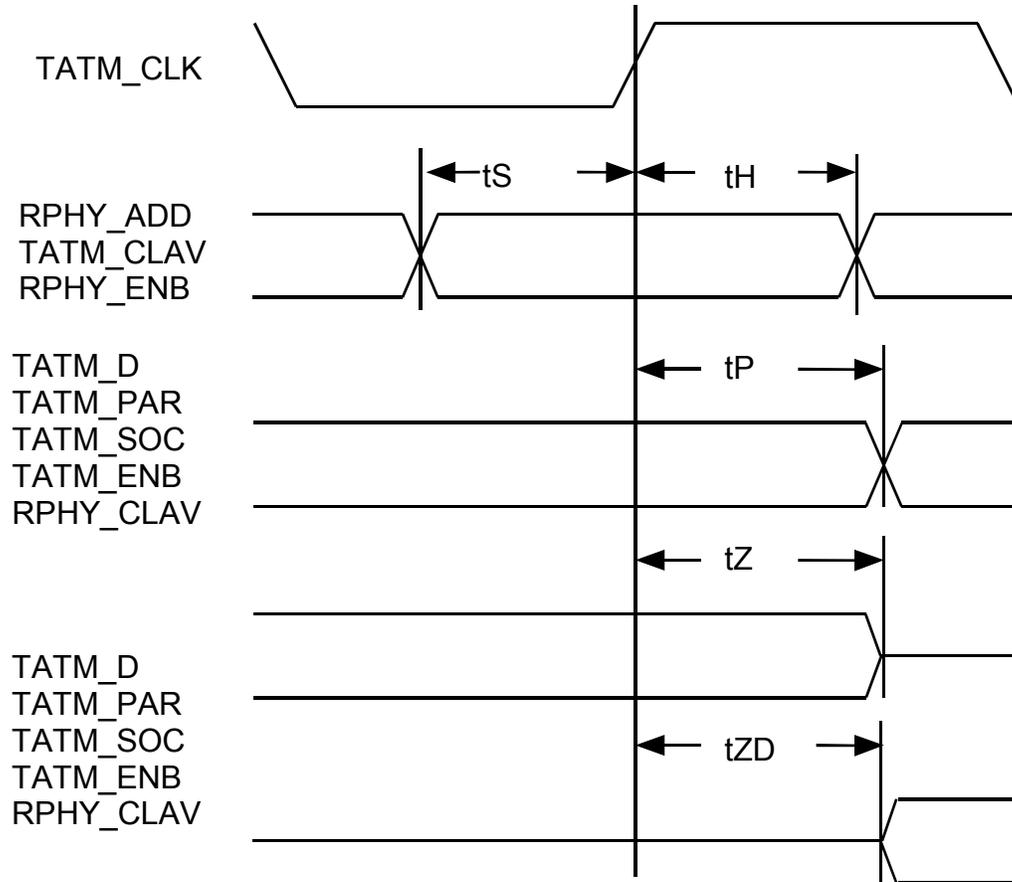 TATM_CLK
tS
tH
RPHY_ADD
TATM_CLAV
RPHY_ENB
TATM_D
tP
TATM_PAR
TATM_SOC
TATM_ENB
RPHY_CLAV
tZ
TATM_D
TATM_PAR
TATM_SOC
tZD
TATM_ENB
RPHY_CLAV